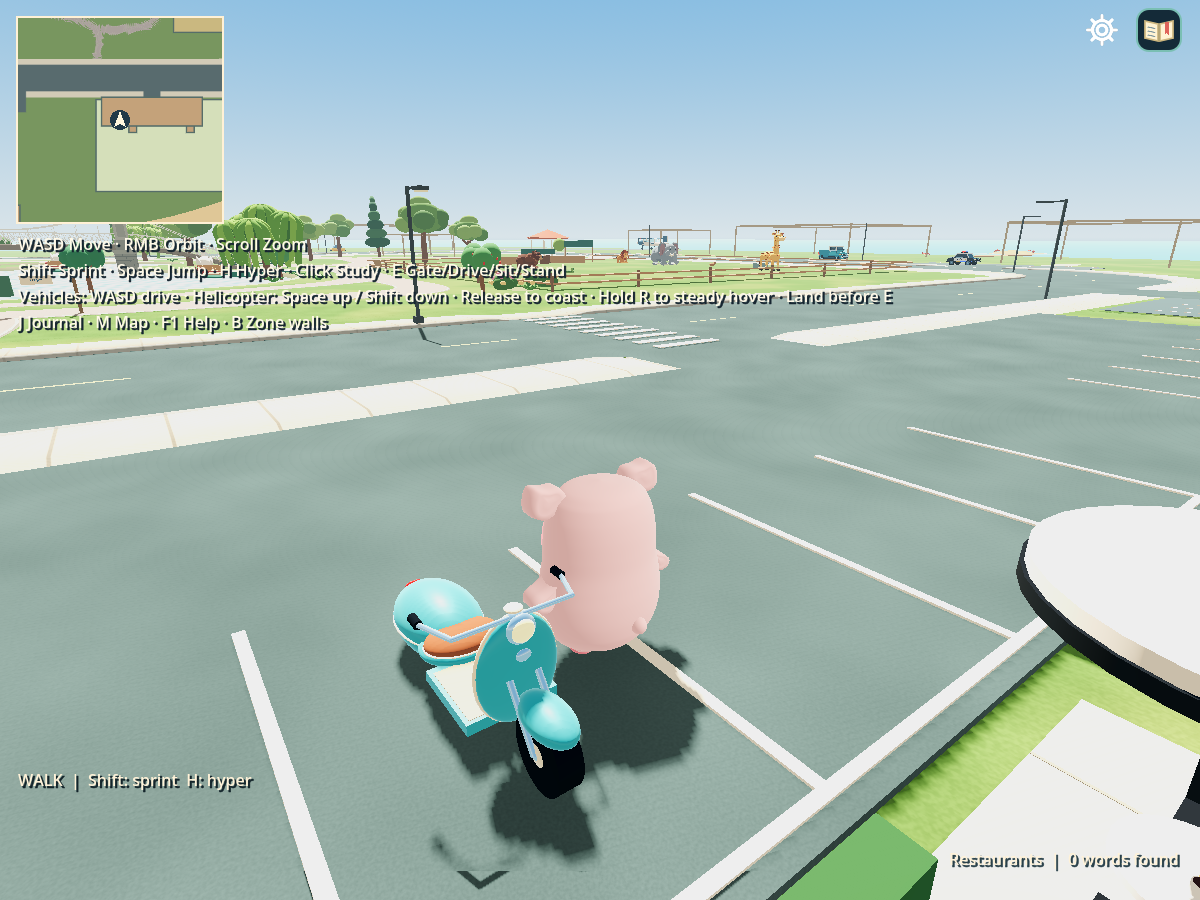 WASD Move · RMB Orbit · Scroll Zoom
Shift Sprint · Space Jump · H Hyper · Click Study · E Gate/Drive/Sit/Stand
Vehicles: WASD drive · Helicopter: Space up / Shift down · Release to coast · Hold R to steady hover · Land before E
J Journal · M Map · F1 Help · B Zone walls
WALK | Shift: sprint H: hyper
Restaurants | 0 words found